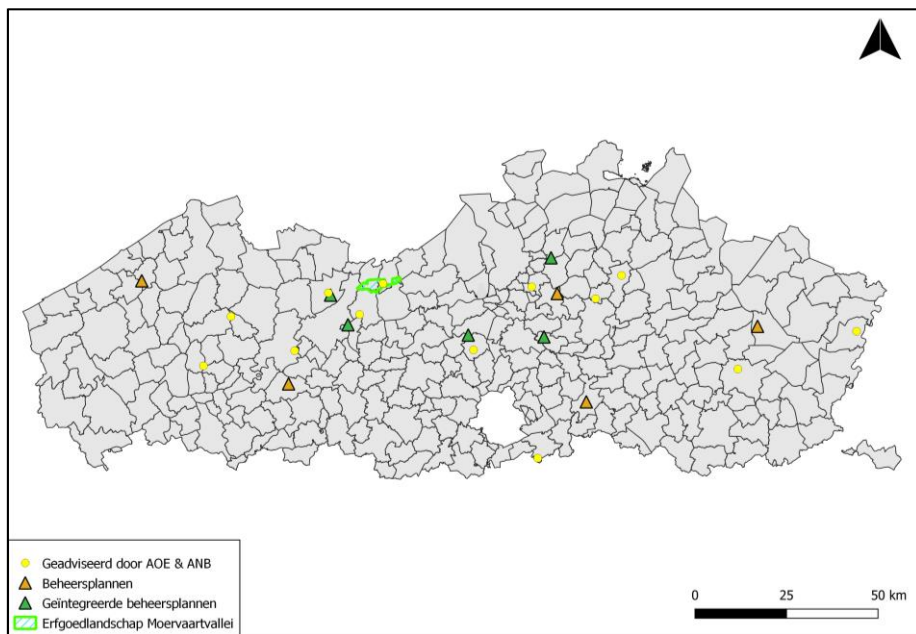 Geadviseerd door AOE & ANB
Beheersplannen
Geïntegreerde beheersplannen
Erfgoedlandschap Moervaartvallei
0 25 50 km